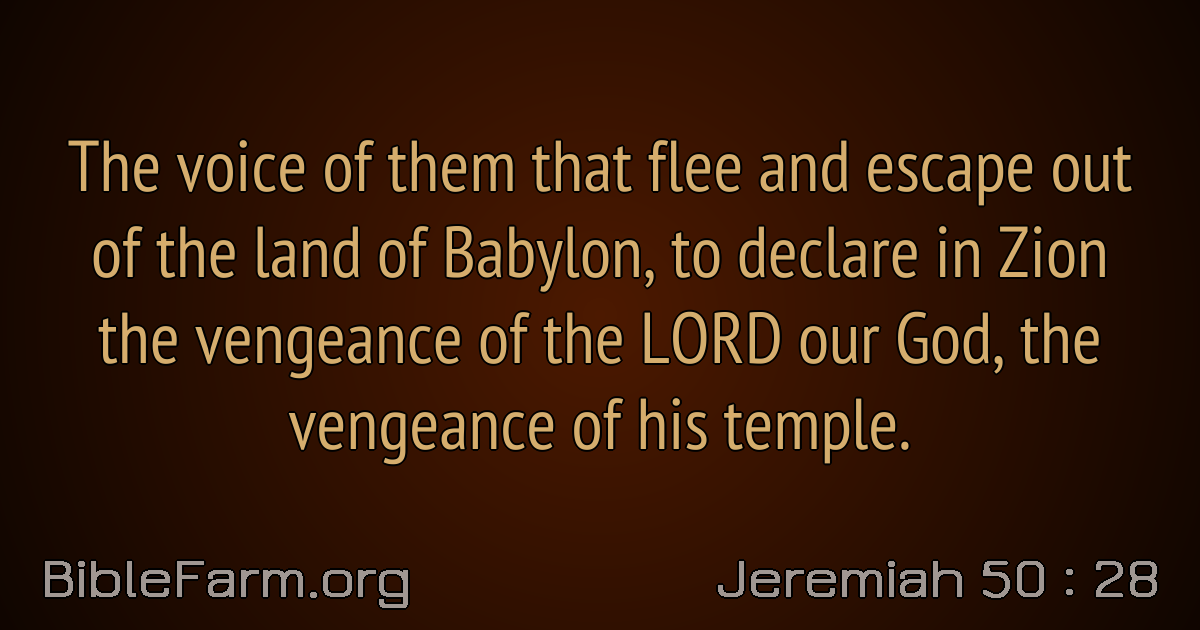 The voice of them that flee and escape out
of the land of Babylon, to declare in Zion
the vengeance of the LORD our God, the
vengeance of his temple.
BibleFarm.org
Jeremiah 50 : 28